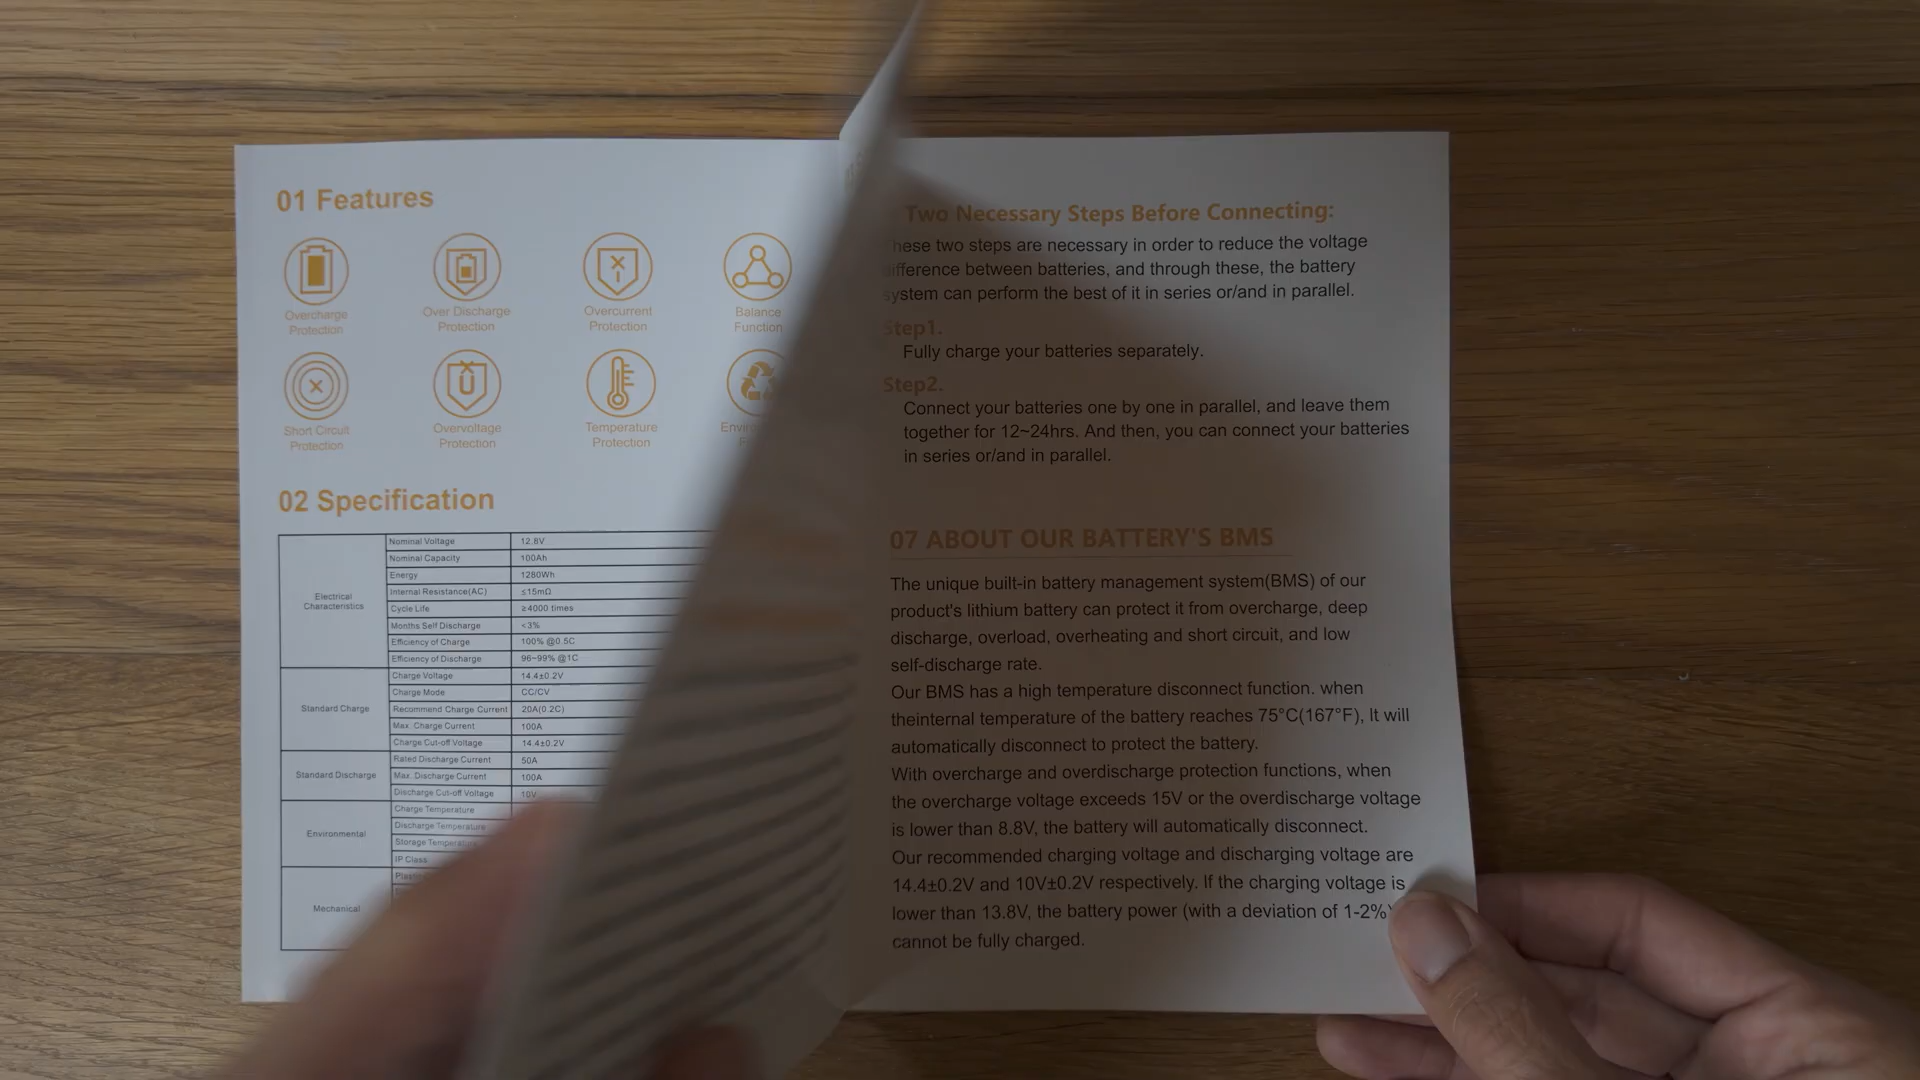 01 Features
Overcharge
Protection
Over Discharge
Protection
Overcurrent
Protection
Balance
Function
Short Circuit
Protection
Overvoltage
Protection
Temperature
Protection
02 Specification
Electrical
Characteristics
Nominal Voltage 12.8V
Nominal Capacity 100Ah
Energy 1280Wh
Internal Resistance(AC) ≤15mΩ
Cycle Life ≥4000 times
Months Self Discharge <3%
Efficiency of Charge 100% @0.5C
Efficiency of Discharge 96~99% @1C
Standard Charge
Charge Voltage 14.4±0.2V
Charge Mode CC/CV
Recommend Charge Current 20A(0.2C)
Max. Charge Current 100A
Charge Cut-off Voltage 14.4±0.2V
Standard Discharge
Rated Discharge Current 50A
Max. Discharge Current 100A
Discharge Cut-off Voltage 10V
Environmental
Charge Temperature
Discharge Temperature
Storage Temperature
IP Class
Mechanical
Two Necessary Steps Before Connecting:
These two steps are necessary in order to reduce the voltage
difference between batteries, and through these, the battery
system can perform the best of it in series or/and in parallel.
Step1.
Fully charge your batteries separately.
Step2.
Connect your batteries one by one in parallel, and leave them
together for 12~24hrs. And then, you can connect your batteries
in series or/and in parallel.
07 ABOUT OUR BATTERY'S BMS
The unique built-in battery management system(BMS) of our
product's lithium battery can protect it from overcharge, deep
discharge, overload, overheating and short circuit, and low
self-discharge rate.
Our BMS has a high temperature disconnect function. when
theinternal temperature of the battery reaches 75°C(167°F), It will
automatically disconnect to protect the battery.
With overcharge and overdischarge protection functions, when
the overcharge voltage exceeds 15V or the overdischarge voltage
is lower than 8.8V, the battery will automatically disconnect.
Our recommended charging voltage and discharging voltage are
14.4±0.2V and 10V±0.2V respectively. If the charging voltage is
lower than 13.8V, the battery power (with a deviation of 1-2%)
cannot be fully charged.